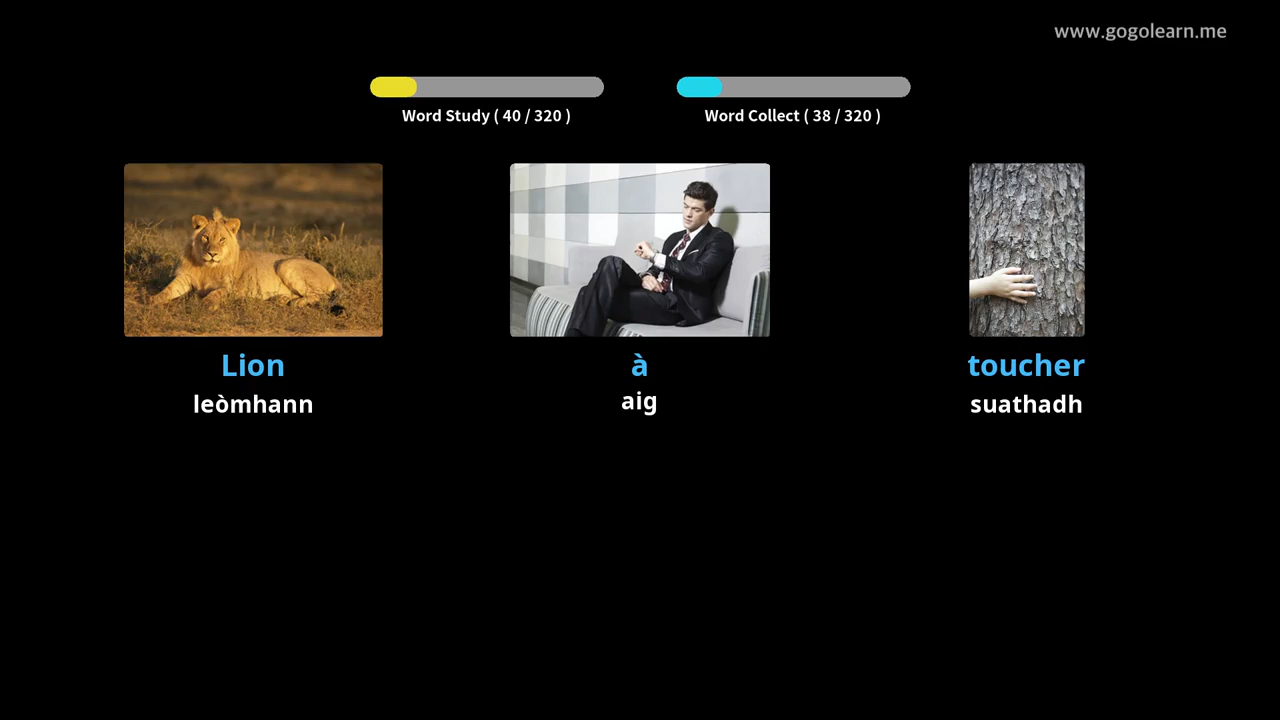 www.gogolearn.me
Word Study ( 40 / 320 )
Word Collect ( 38 / 320 )
Lion
leòmhann
à
aig
toucher
suathadh